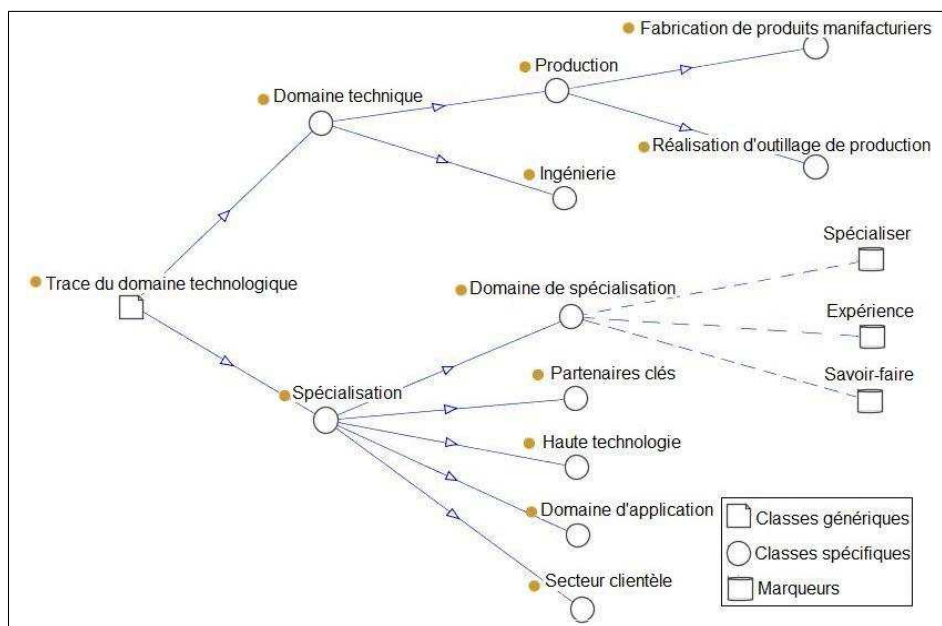 Fabrication de produits manifacturiers
Production
Domaine technique
Réalisation d'outillage de production
Ingénierie
Spécialiser
Trace du domaine technologique
Domaine de spécialisation
Expérience
Savoir-faire
Partenaires clés
Spécialisation
Haute technologie
Domaine d'application
Secteur clientèle
Classes génériques
Classes spécifiques
Marqueurs